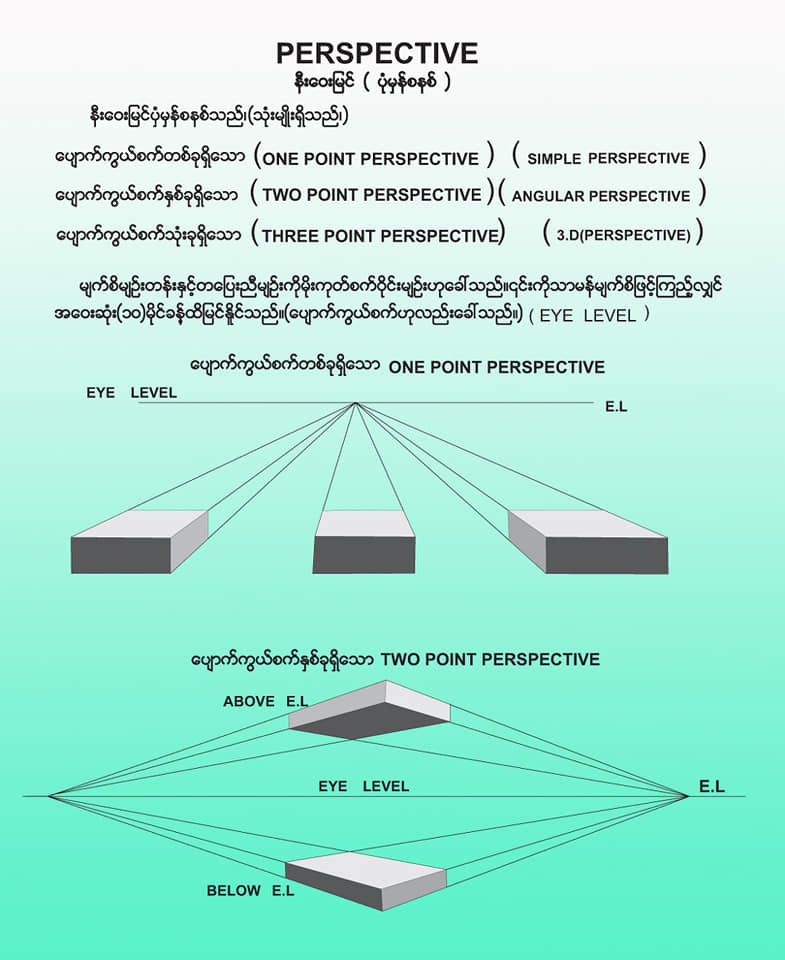 PERSPECTIVE
နီးဝေးမြင် ( ပုံမှန်စနစ် )
နီးဝေးမြင်ပုံမှန်စနစ်သည်၊(သုံးမျိုးရှိသည်၊)
ပျောက်ကွယ်စက်တစ်ခုရှိသော (ONE POINT PERSPECTIVE ) ( SIMPLE PERSPECTIVE )
ပျောက်ကွယ်စက်နှစ်ခုရှိသော ( TWO POINT PERSPECTIVE )( ANGULAR PERSPECTIVE )
ပျောက်ကွယ်စက်သုံးခုရှိသော (THREE POINT PERSPECTIVE) ( 3.D(PERSPECTIVE) )
မျက်စိမျဉ်းတန်းနှင့်တပြေးညီမျဉ်းကိုမိုးကုတ်စက်ဝိုင်းမျဉ်းဟုခေါ်သည်။၎င်းကိုသာမန်မျက်စိဖြင့်ကြည့်လျှင်
အဝေးဆုံး(၁၀)မိုင်ခန့်ထိမြင်နိုင်သည်။(ပျောက်ကွယ်စက်ဟုလည်းခေါ်သည်။) ( EYE LEVEL )
ပျောက်ကွယ်စက်တစ်ခုရှိသော ONE POINT PERSPECTIVE
EYE LEVEL
E.L
ပျောက်ကွယ်စက်နှစ်ခုရှိသော TWO POINT PERSPECTIVE
ABOVE E.L
EYE LEVEL
E.L
BELOW E.L